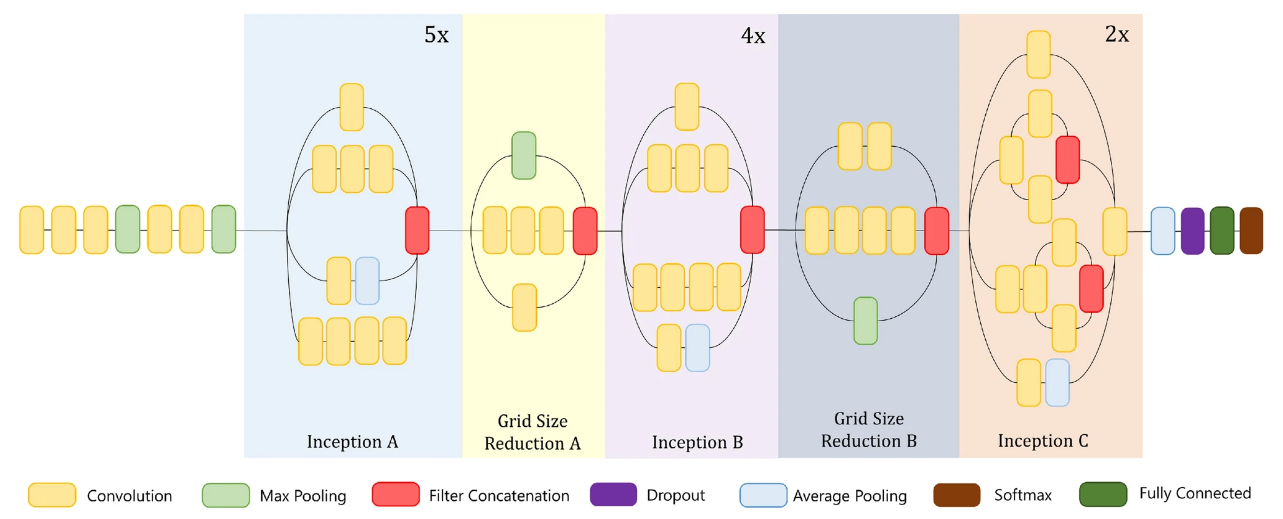 5x
4x
2x
Inception A
Grid Size
Reduction A
Inception B
Grid Size
Reduction B
Inception C
Convolution
Max Pooling
Filter Concatenation
Dropout
Average Pooling
Softmax
Fully Connected